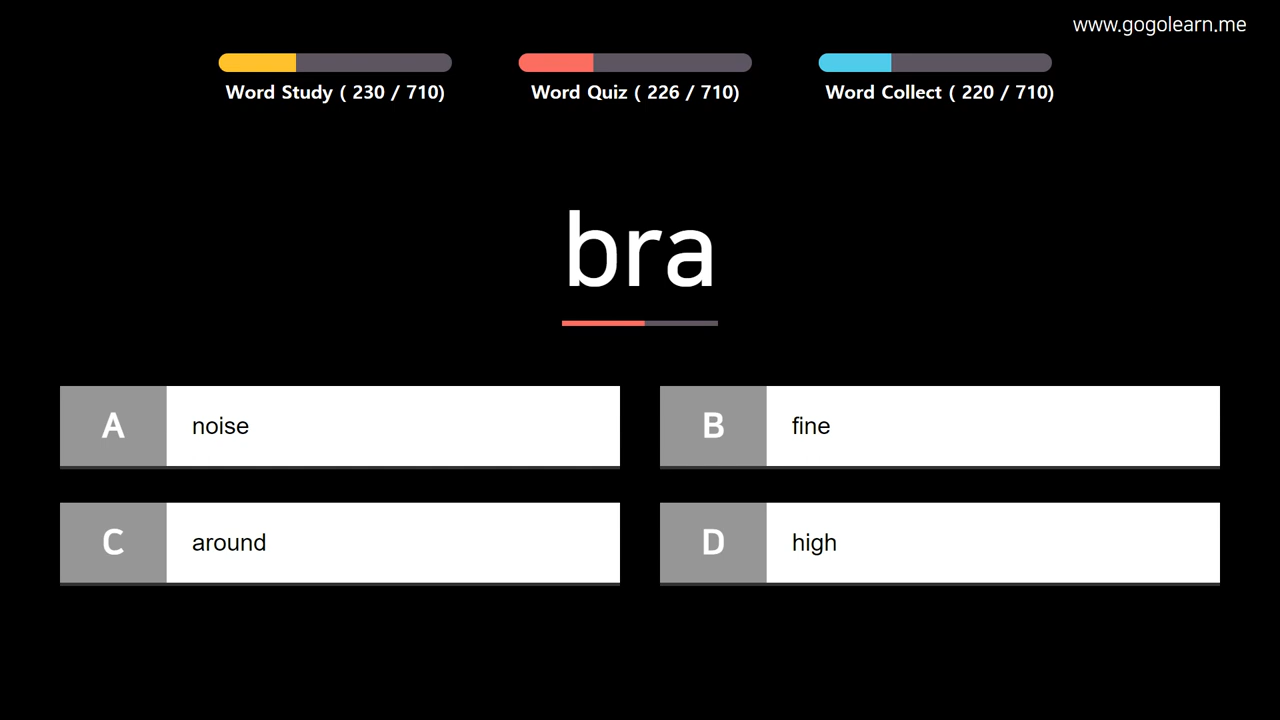 www.gogolearn.me
Word Study ( 230 / 710)
Word Quiz ( 226 / 710)
Word Collect ( 220 / 710)
bra
A noise
B fine
C around
D high